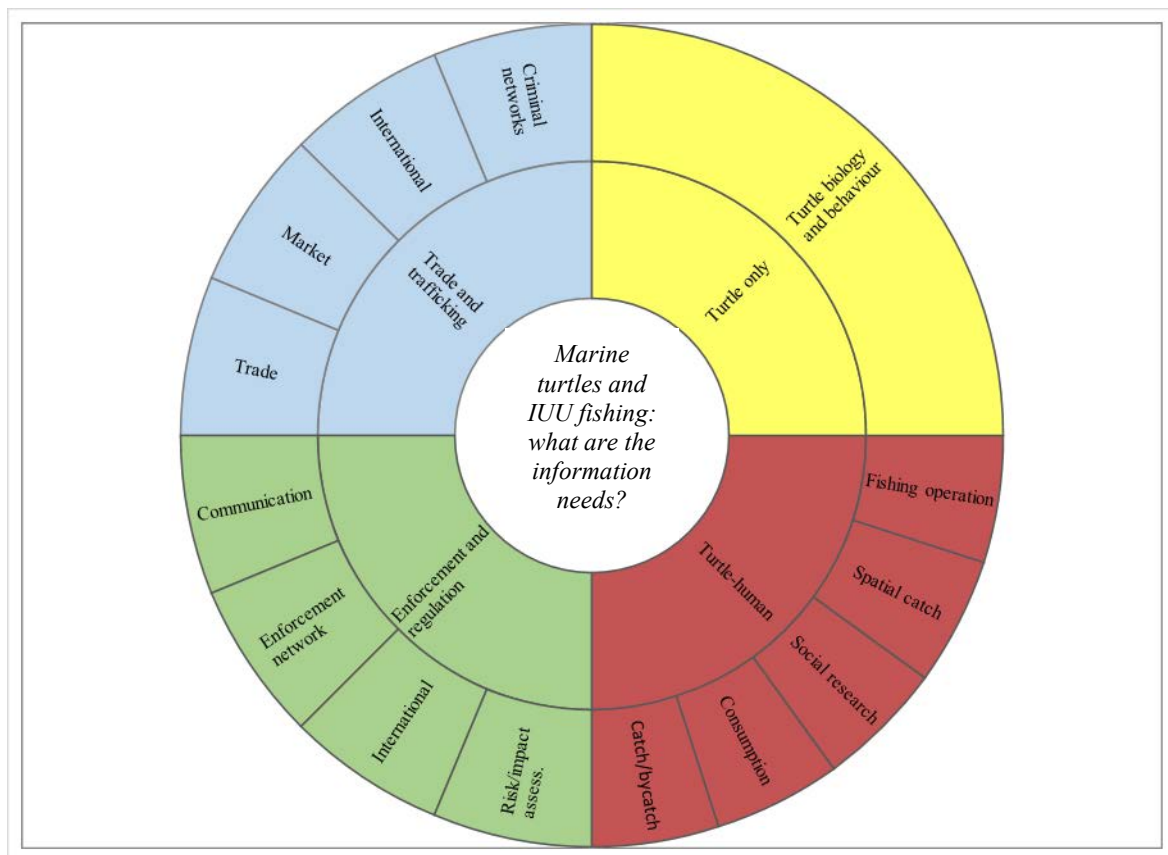 Marine
turtles and
IUU fishing:
what are the
information
needs?
Turtle only
Turtle biology
and behaviour
Turtle-human
Fishing operation
Spatial catch
Social research
Consumption
Catch/bycatch
Enforcement and
regulation
Risk/impact
assess.
International
Enforcement
network
Communication
Trade and
trafficking
Trade
Market
International
Criminal
networks